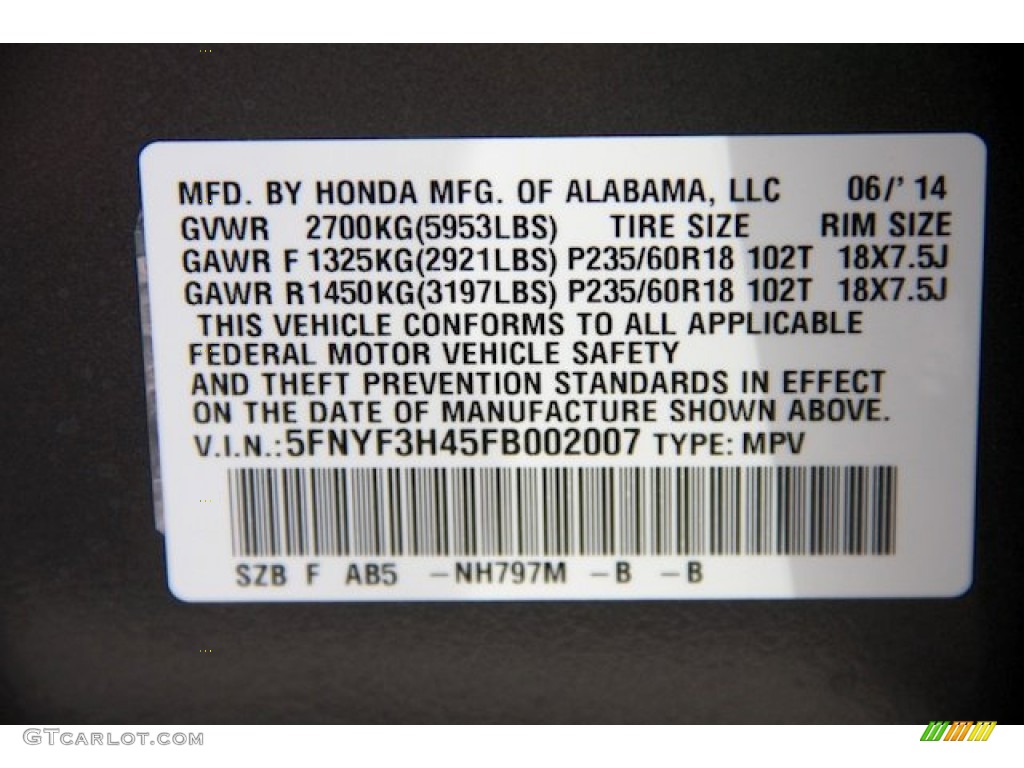 MFD. BY HONDA MFG. OF ALABAMA, LLC 06/' 14
GVWR 2700KG(5953LBS) TIRE SIZE RIM SIZE
GAWR F 1325KG(2921LBS) P235/60R18 102T 18X7.5J
GAWR R1450KG(3197LBS) P235/60R18 102T 18X7.5J
THIS VEHICLE CONFORMS TO ALL APPLICABLE
FEDERAL MOTOR VEHICLE SAFETY
AND THEFT PREVENTION STANDARDS IN EFFECT
ON THE DATE OF MANUFACTURE SHOWN ABOVE.
V.I.N.:5FNYF3H45FB002007 TYPE: MPV
SZB F AB5 -NH797M -B -B
GTCARLOT.COM